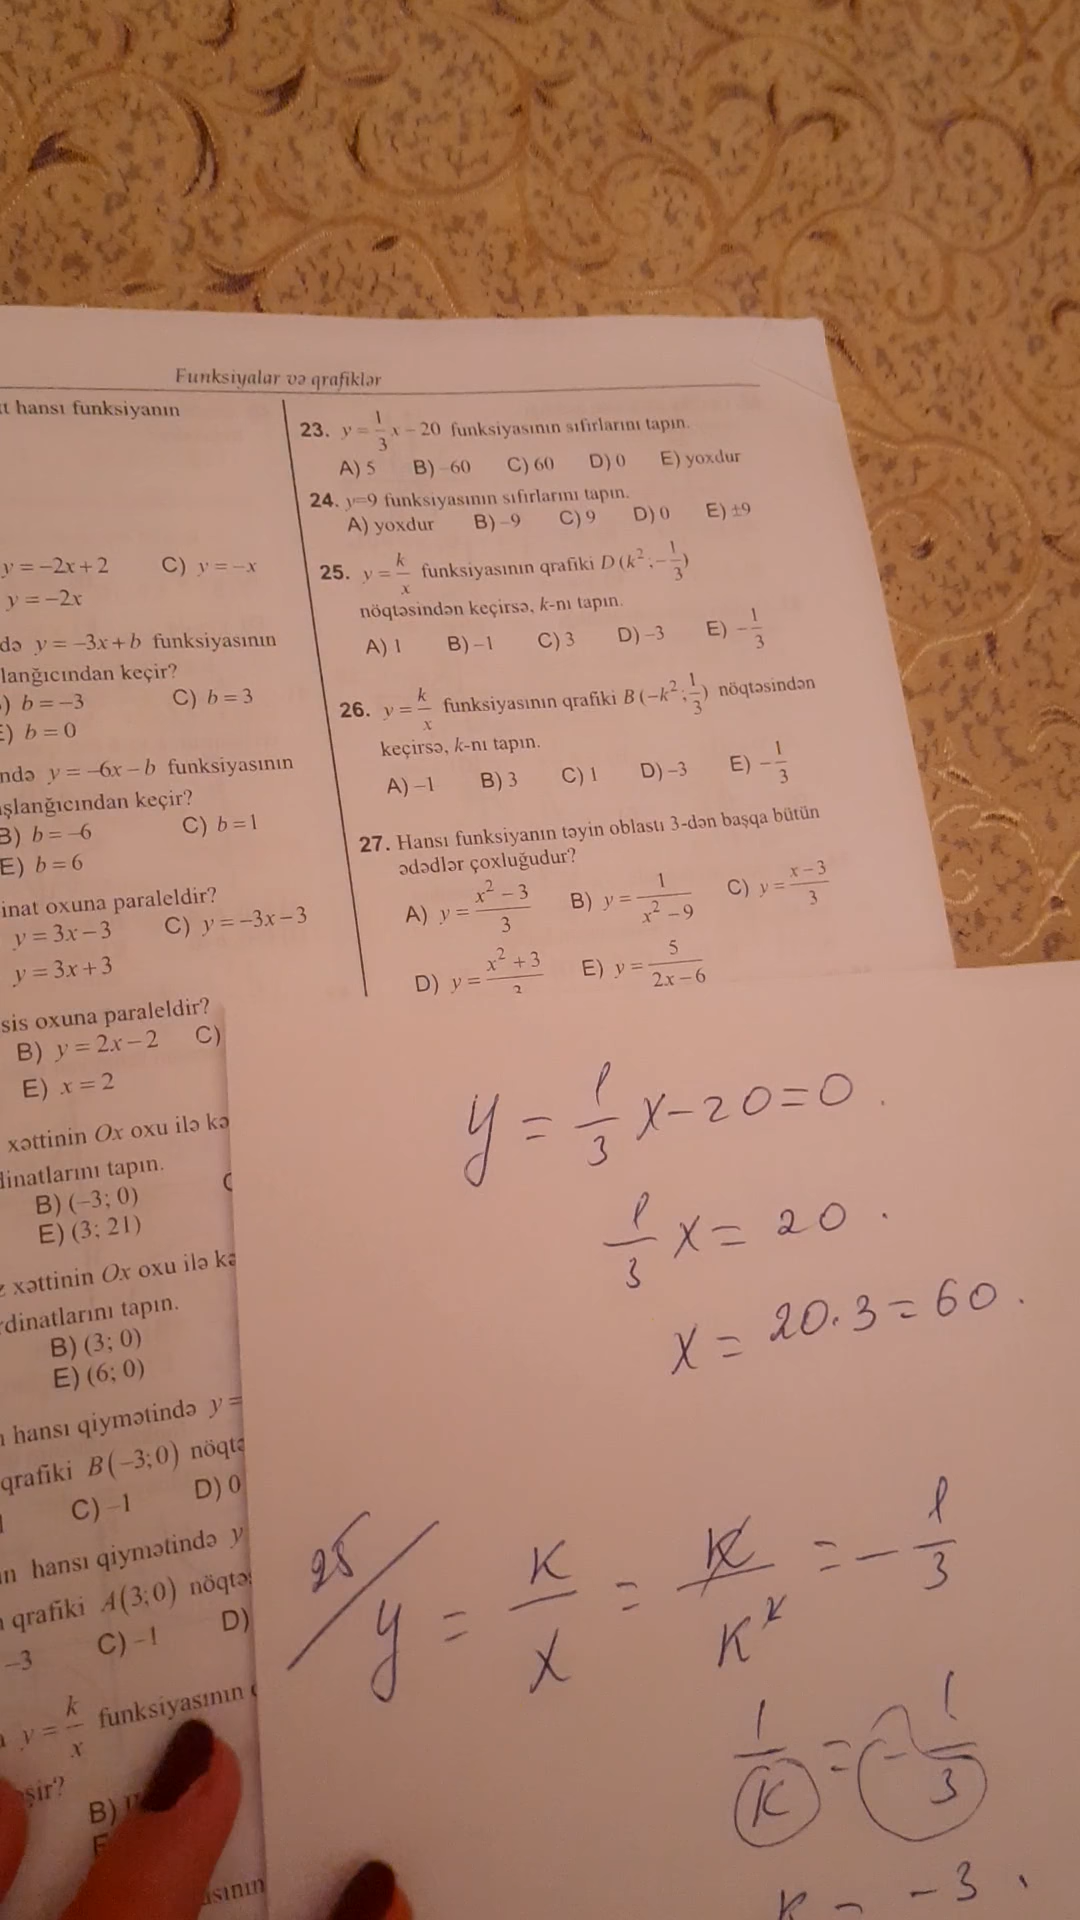 Funksiyalar və qrafiklər
hansı funksiyanın
y = −2x + 2 C) y = −x
y = −2x
də y = −3x + b funksiyasının
langıcından keçir?
) b = −3 C) b = 3
) b = 0
ndə y = −6x − b funksiyasının
şlanğıcından keçir?
B) b = −6 C) b = 1
E) b = 6
inat oxuna paraleldir?
y = 3x − 3 C) y = −3x − 3
y = 3x + 3
sis oxuna paraleldir?
B) y = 2x − 2 C)
E) x = 2
xəttinin Ox oxu ilə kə
dinatlarını tapın.
B) (−3; 0)
E) (3; 21)
xəttinin Ox oxu ilə kə
rdinatlarını tapın.
B) (3; 0)
E) (6; 0)
hansı qiymətində y =
qrafiki B(−3;0) nöqtə
C) −1 D) 0
n hansı qiymətində y
qrafiki A(3;0) nöqtə
−3 C) −1 D)
y = k/x funksiyasının
şir?
B)
sının
23. y = 1/3 x − 20 funksiyasının sıfırlarını tapın.
A) 5 B) −60 C) 60 D) 0 E) yoxdur
24. y=9 funksiyasının sıfırlarını tapın.
A) yoxdur B) −9 C) 9 D) 0 E) ±9
25. y = k/x funksiyasının qrafiki D(k²; −1/3)
nöqtəsindən keçirsə, k-nı tapın.
A) 1 B) −1 C) 3 D) −3 E) −1/3
26. y = k/x funksiyasının qrafiki B(−k²; 1/3) nöqtəsindən
keçirsə, k-nı tapın.
A) −1 B) 3 C) 1 D) −3 E) −1/3
27. Hansı funksiyanın təyin oblastı 3-dən başqa bütün
ədədlər çoxluğudur?
A) y = (x² − 3)/3 B) y = 1/(x² − 9) C) y = (x − 3)/3
D) y = (x² + 3)/2 E) y = 5/(2x − 6)
y = 1/3 x − 20 = 0
1/3 x = 20.
x = 20·3 = 60.
25/ y = k/x = k/k² = −1/3
1/k = −1/3
k = −3.